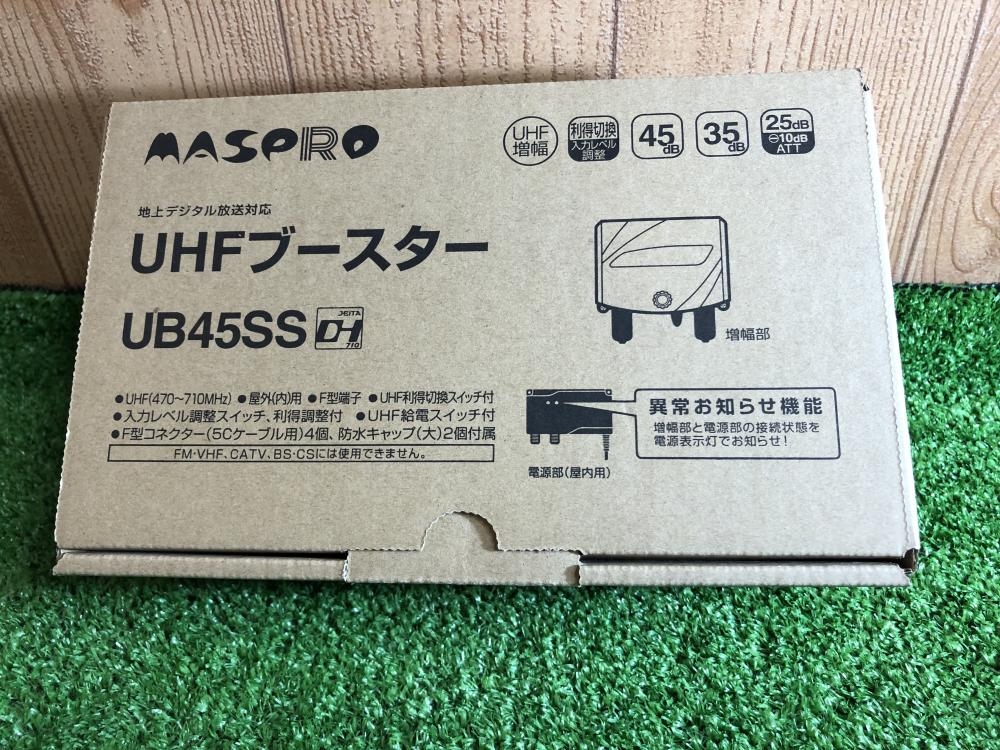 MASPRO
UHF増幅
利得切換 入力レベル調整
45dB
35dB
25dB ⊖10dB ATT
地上デジタル放送対応
UHFブースター
UB45SS
JEITA DH 710
増幅部
●UHF(470〜710MHz) ●屋外(内)用 ●F型端子 ●UHF利得切換スイッチ付
●入力レベル調整スイッチ、利得調整付 ●UHF給電スイッチ付
●F型コネクター(5Cケーブル用)4個、防水キャップ(大)2個付属
FM・VHF、CATV、BS・CSには使用できません。
異常お知らせ機能
増幅部と電源部の接続状態を
電源表示灯でお知らせ!
電源部(屋内用)